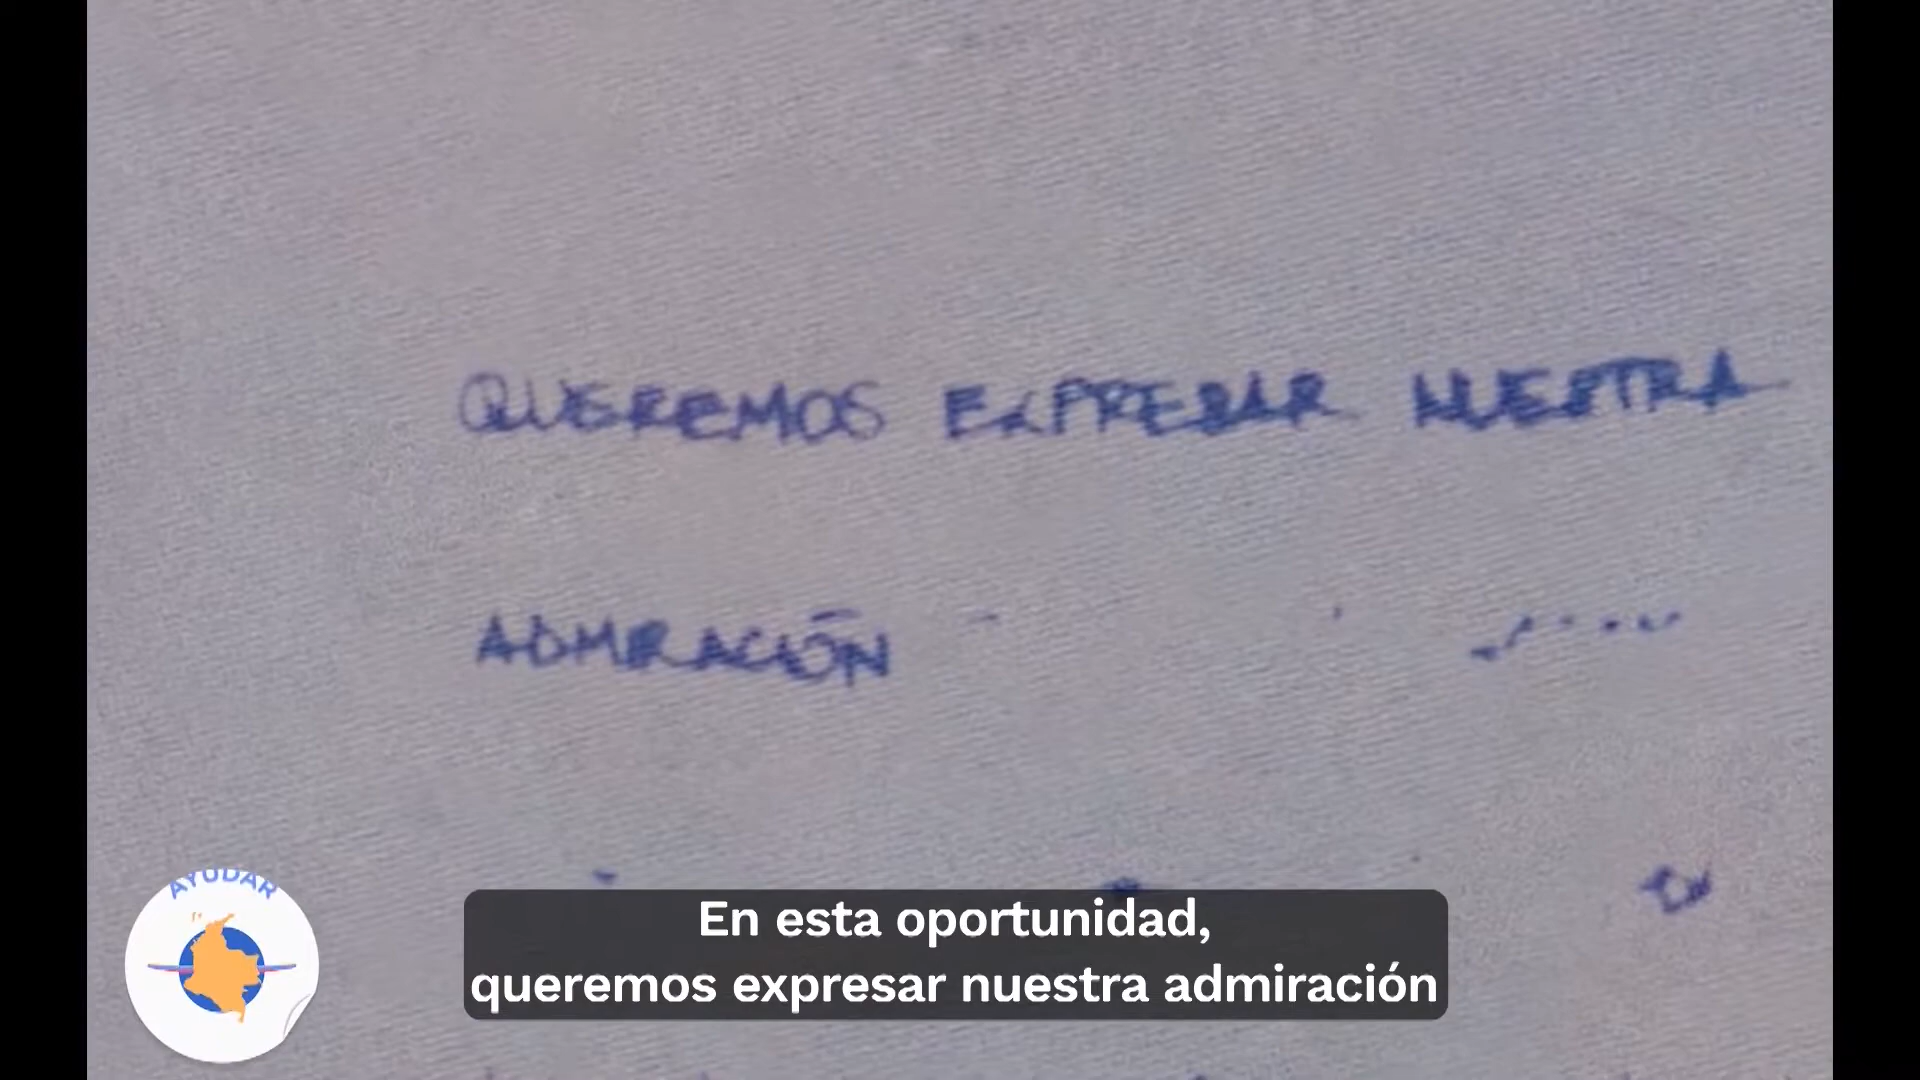 QUEREMOS EXPRESAR NUESTRA
ADMIRACIÓN
AYUDAR
En esta oportunidad,
queremos expresar nuestra admiración